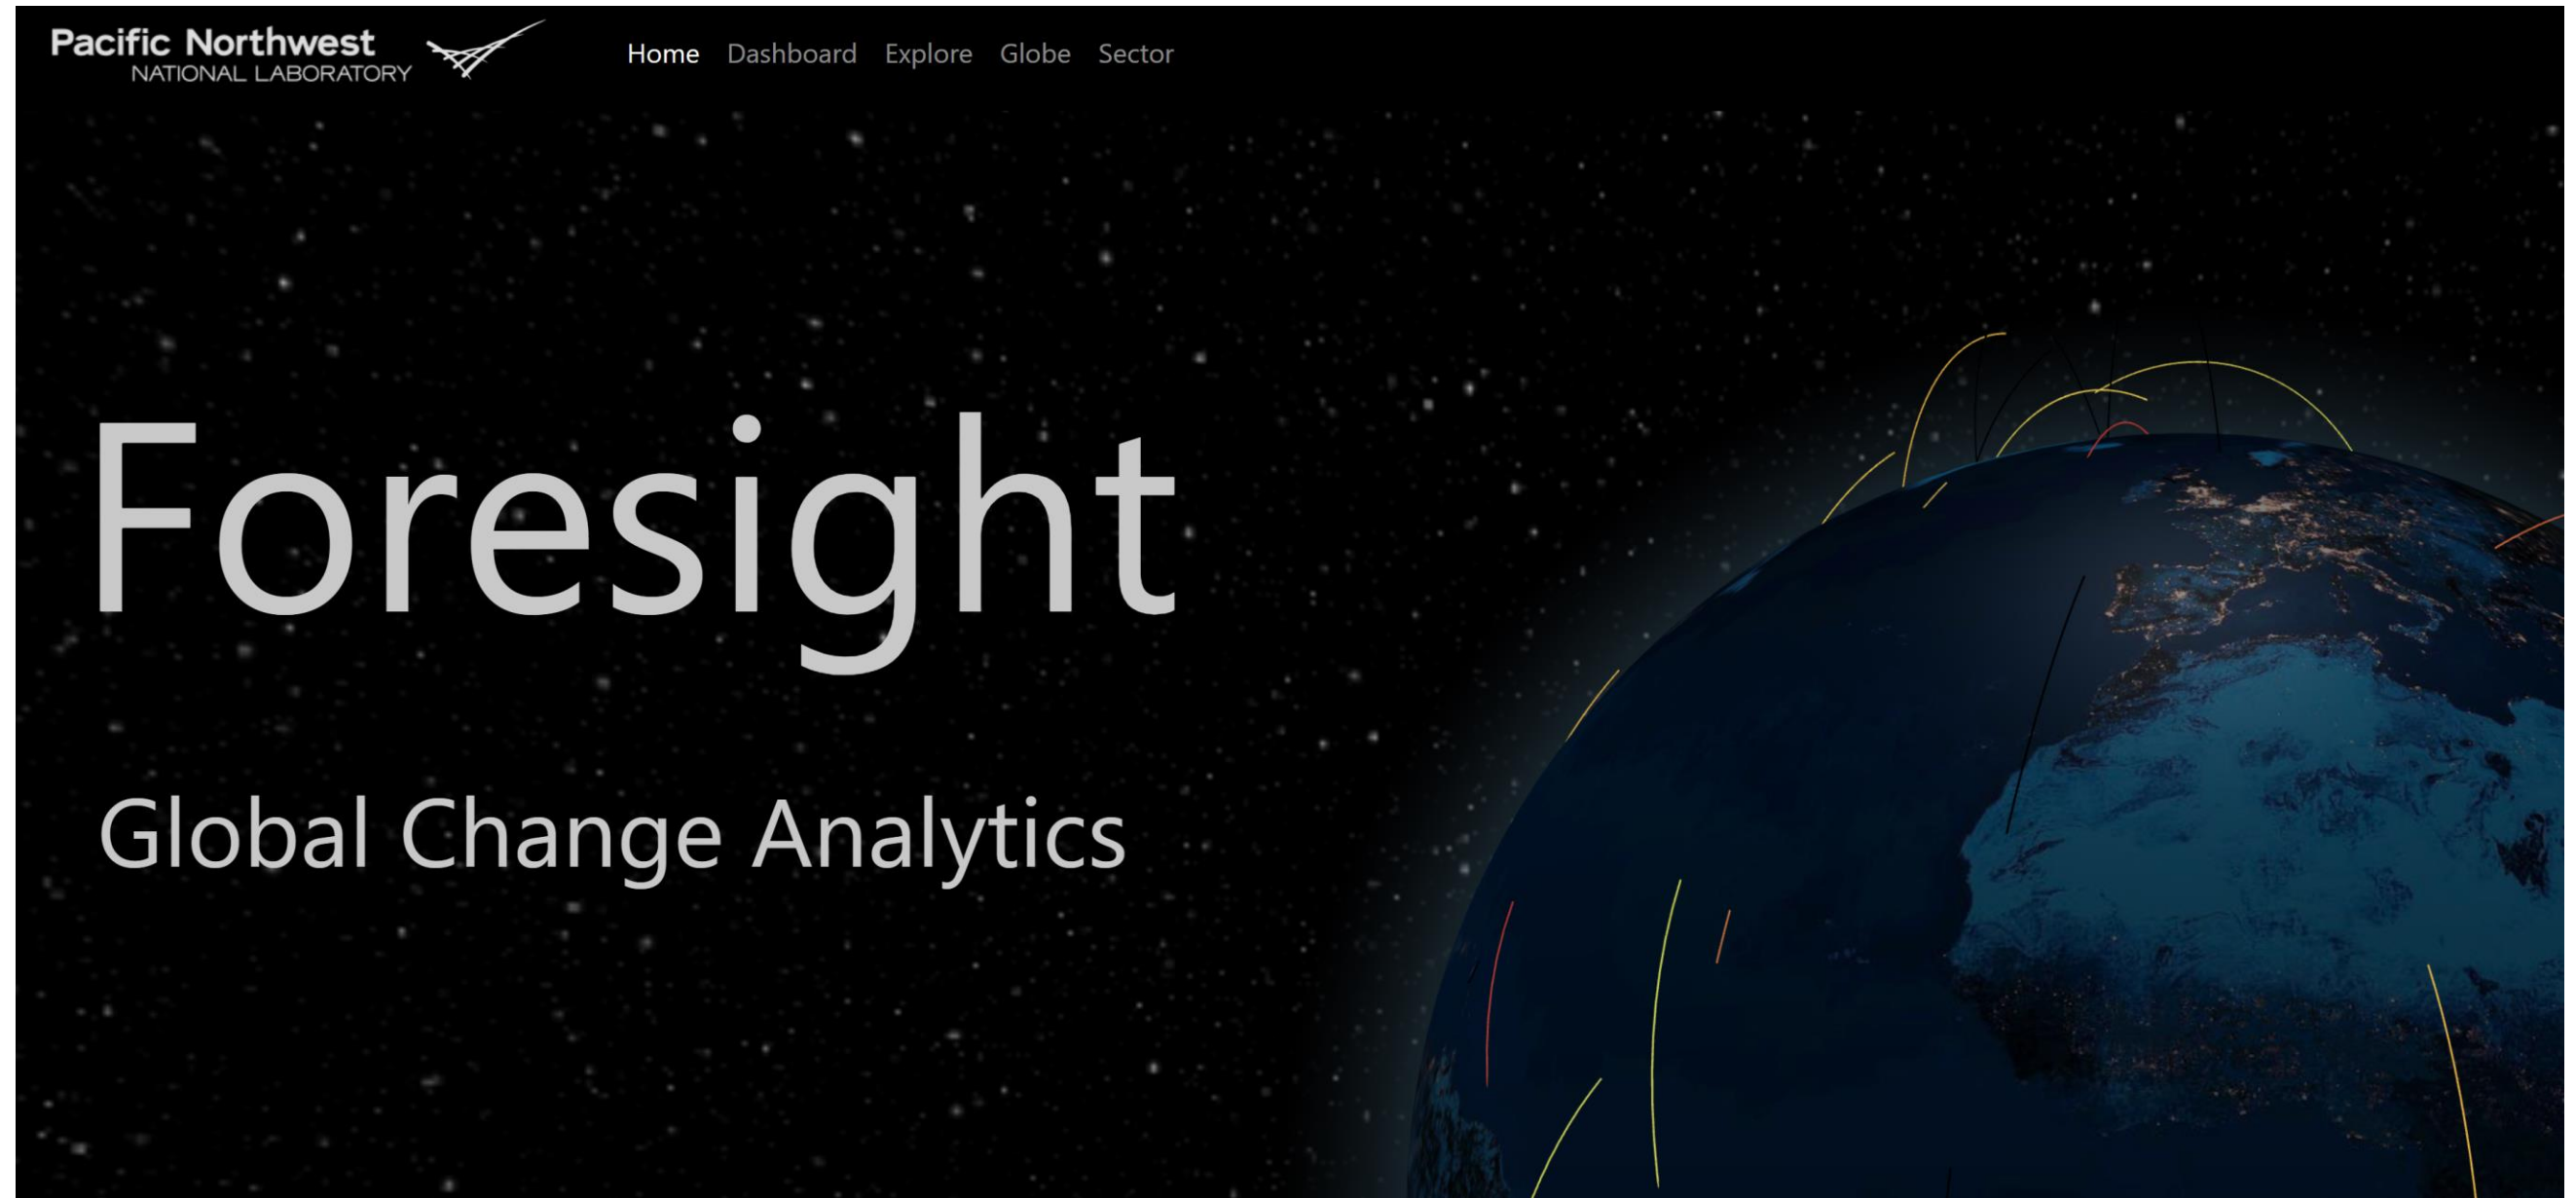 Pacific Northwest
NATIONAL LABORATORY
Home Dashboard Explore Globe Sector
Foresight
Global Change Analytics